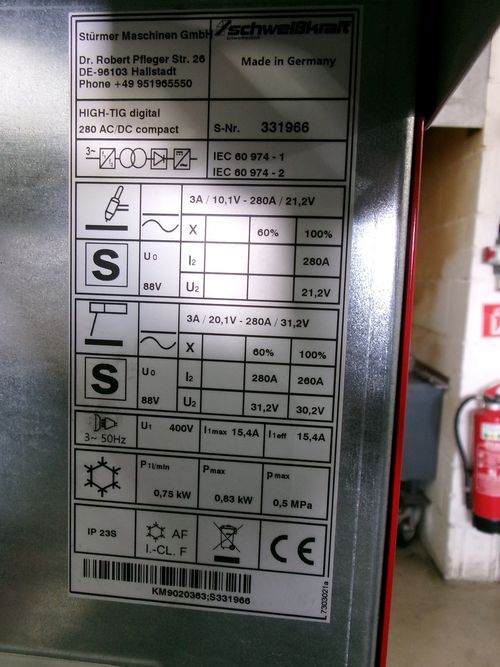 Stürmer Maschinen GmbH
schweißkraft
Dr. Robert Pfleger Str. 26
DE-96103 Hallstadt
Phone +49 951965550
Made in Germany
HIGH-TIG digital
280 AC/DC compact
S-Nr. 331966
3~
IEC 60 974 - 1
IEC 60 974 - 2
3A / 10,1V - 280A / 21,2V
X 60% 100%
S
U0
88V
I2 280A
U2 21,2V
3A / 20,1V - 280A / 31,2V
X 60% 100%
S
U0
88V
I2 280A 260A
U2 31,2V 30,2V
3~ 50Hz
U1 400V
I1max 15,4A
I1eff 15,4A
P1l/min
0,75 kW
Pmax
0,83 kW
pmax
0,5 MPa
IP 23S
AF
I.-CL. F
CE
KM9020363;S331966
L7303021a